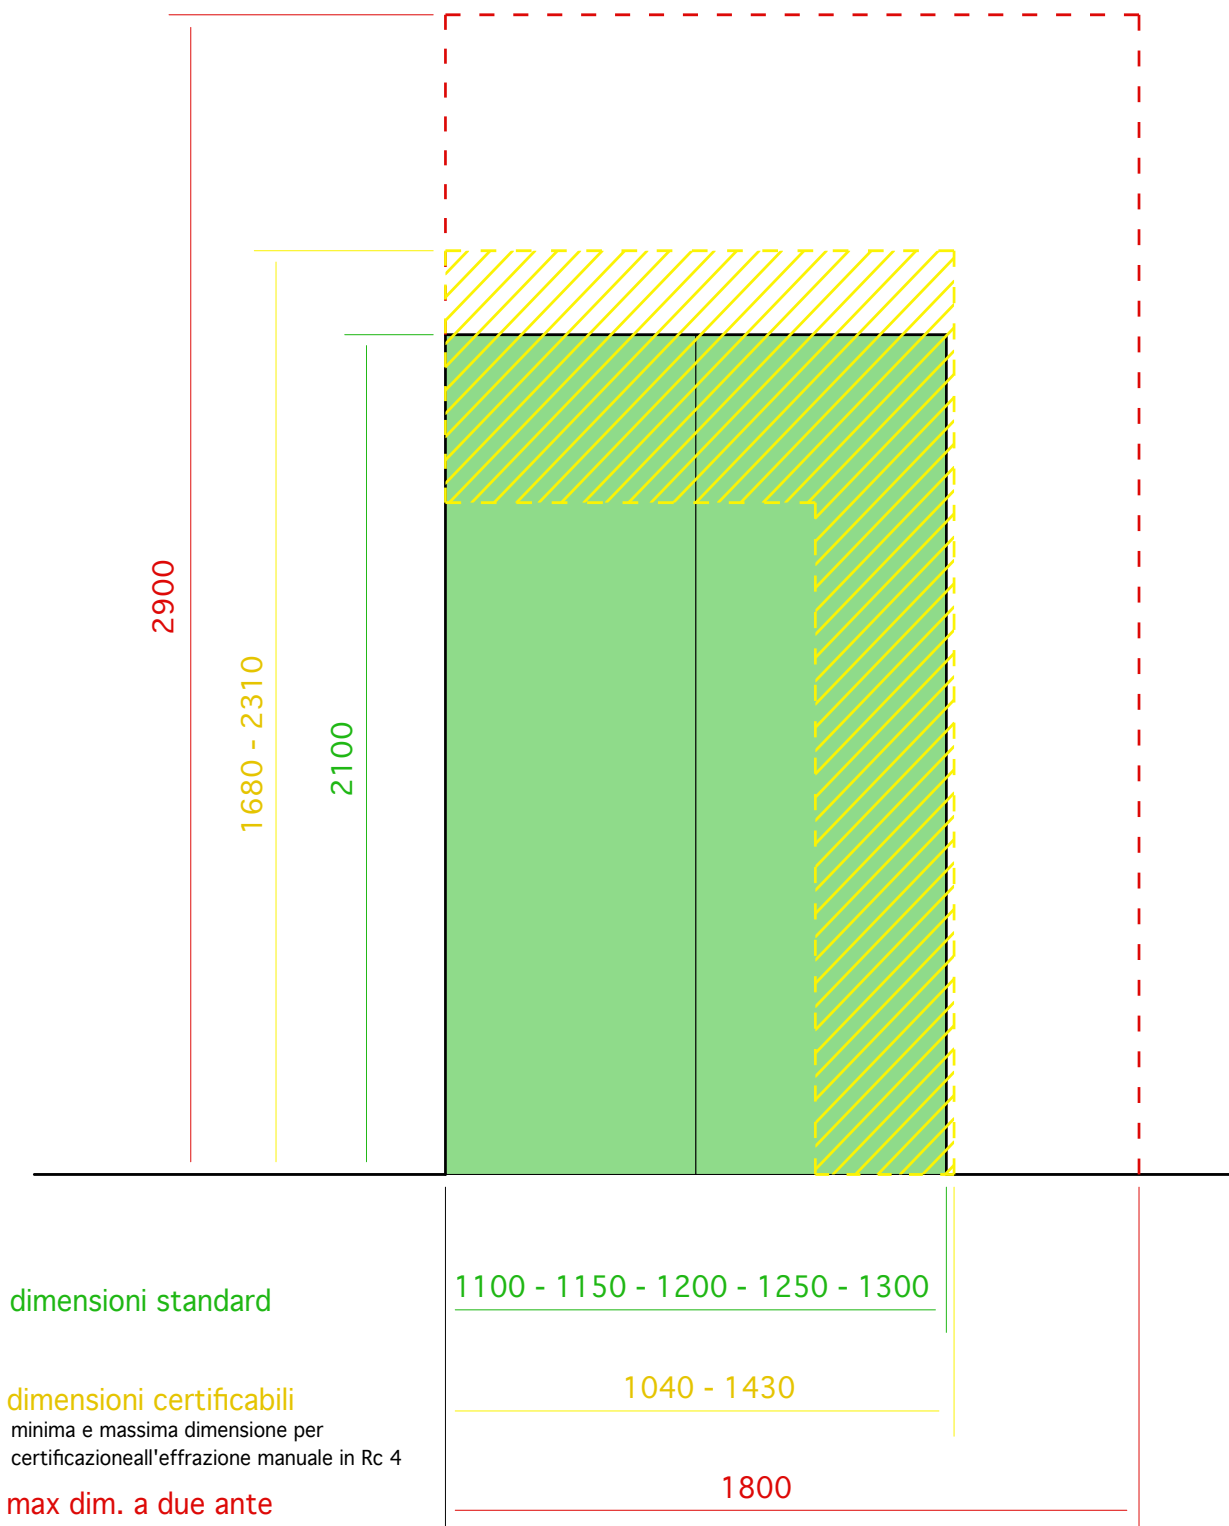 2900
1680 - 2310
2100
dimensioni standard
1100 - 1150 - 1200 - 1250 - 1300
dimensioni certificabili
1040 - 1430
minima e massima dimensione per
certificazioneall'effrazione manuale in Rc 4
max dim. a due ante
1800